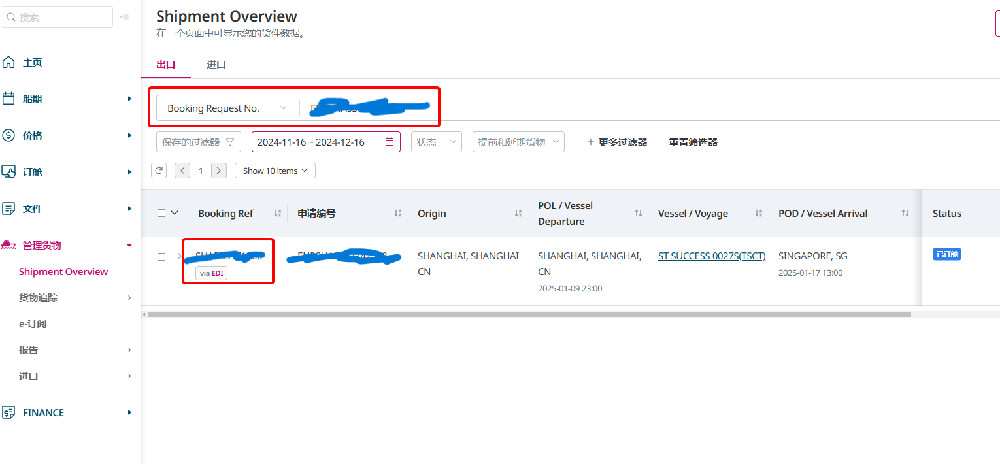 搜索
主页
船期
价格
订舱
文件
管理货物
Shipment Overview
货物追踪
e-订阅
报告
进口
FINANCE
Shipment Overview
在一个页面中可显示您的货件数据。
出口 进口
Booking Request No.
保存的过滤器 2024-11-16 ~ 2024-12-16 状态 提前和延期货物 + 更多过滤器 重置筛选器
1 Show 10 items
Booking Ref 申请编号 Origin POL / Vessel Departure Vessel / Voyage POD / Vessel Arrival Status
SHANGHAI, SHANGHAI SHANGHAI, SHANGHAI, ST SUCCESS 0027S(TSCT) SINGAPORE, SG 已订舱
via EDI CN CN 2025-01-17 13:00
2025-01-09 23:00